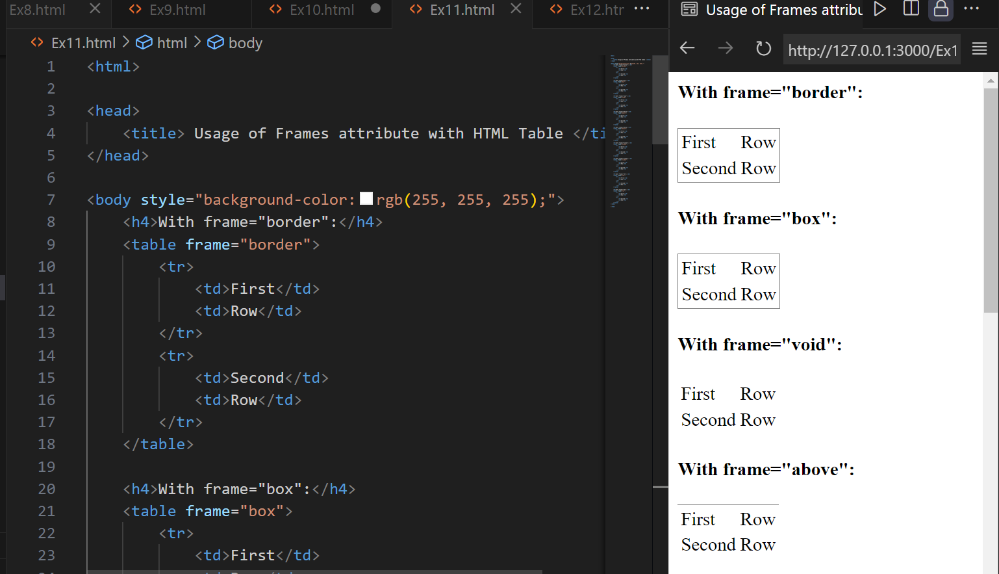 Ex8.html Ex9.html Ex10.html Ex11.html Ex12.htr
Ex11.html > html > body
1 <html>
2
3 <head>
4 <title> Usage of Frames attribute with HTML Table </ti
5 </head>
6
7 <body style="background-color: rgb(255, 255, 255);">
8 <h4>With frame="border":</h4>
9 <table frame="border">
10 <tr>
11 <td>First</td>
12 <td>Row</td>
13 </tr>
14 <tr>
15 <td>Second</td>
16 <td>Row</td>
17 </tr>
18 </table>
19
20 <h4>With frame="box":</h4>
21 <table frame="box">
22 <tr>
23 <td>First</td>
Usage of Frames attribu
http://127.0.0.1:3000/Ex1
With frame="border":
First Row
Second Row
With frame="box":
First Row
Second Row
With frame="void":
First Row
Second Row
With frame="above":
First Row
Second Row